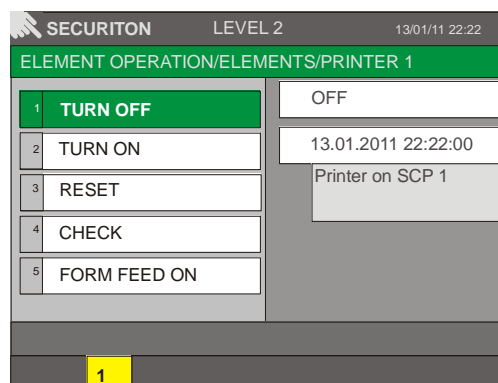 SECURITON LEVEL 2 13/01/11 22:22
ELEMENT OPERATION/ELEMENTS/PRINTER 1
1 TURN OFF
2 TURN ON
3 RESET
4 CHECK
5 FORM FEED ON
OFF
13.01.2011 22:22:00
Printer on SCP 1
1